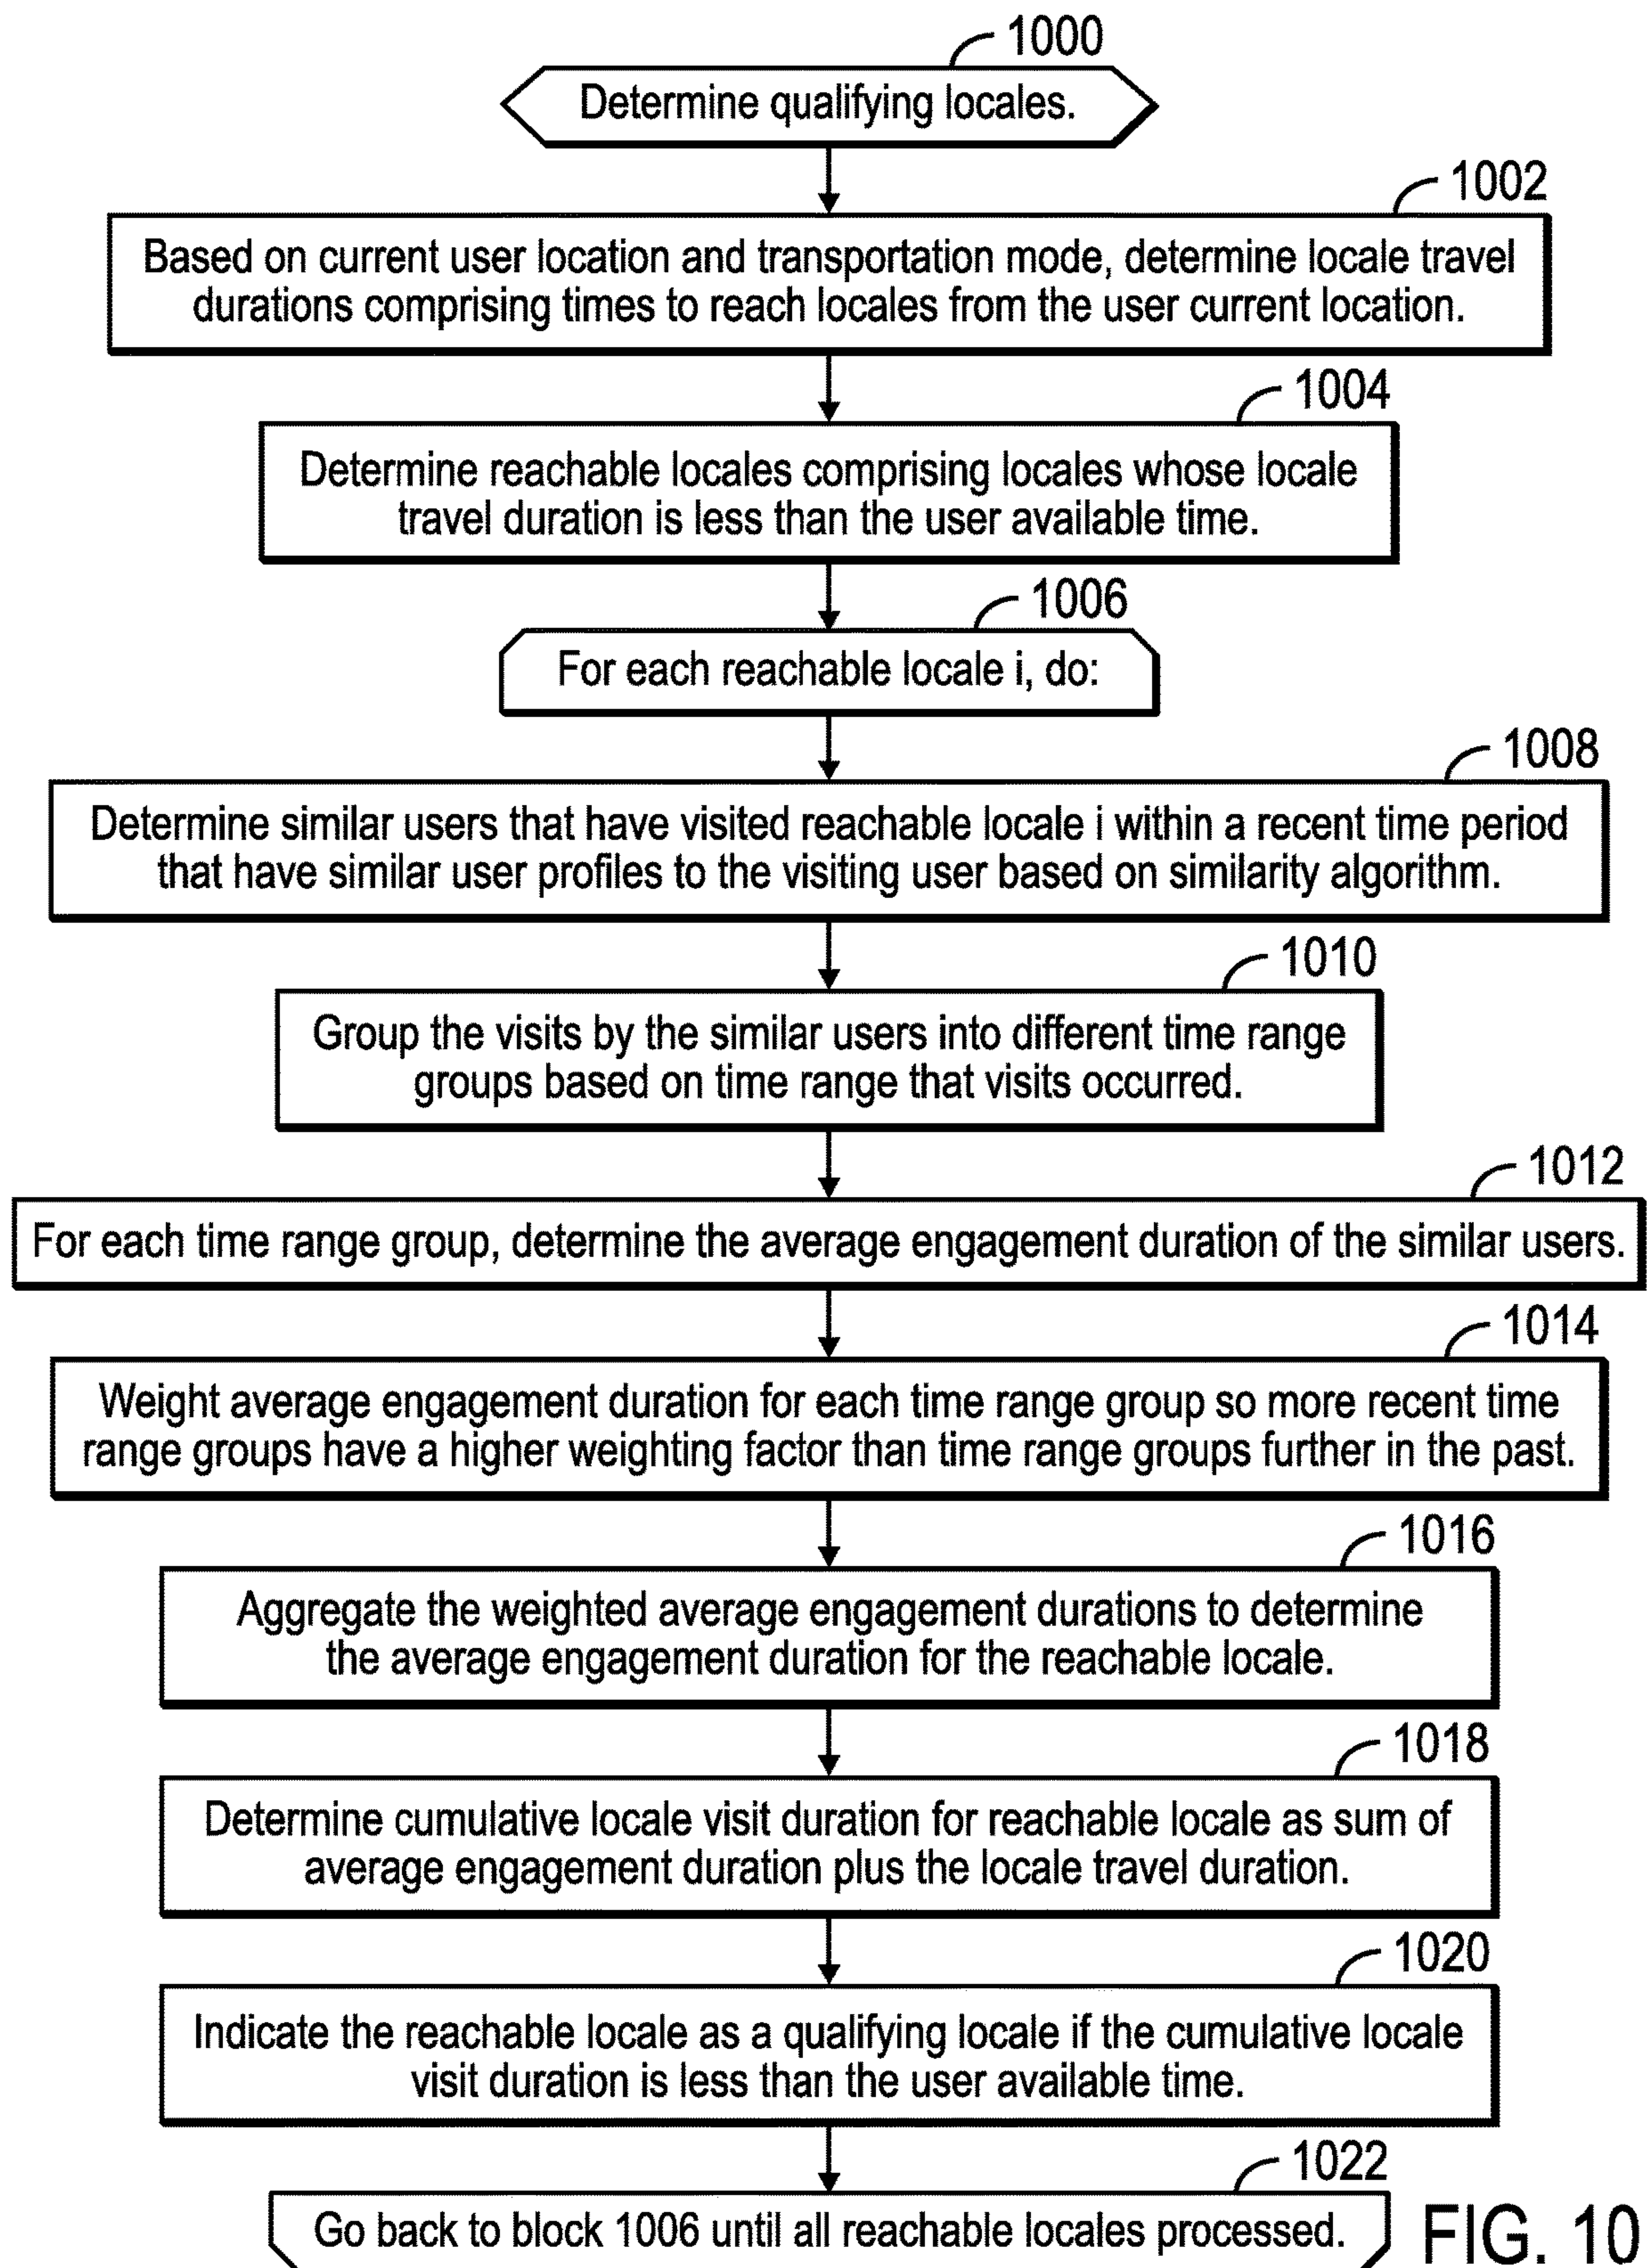 1000
Determine qualifying locales.
1002
Based on current user location and transportation mode, determine locale travel
durations comprising times to reach locales from the user current location.
1004
Determine reachable locales comprising locales whose locale
travel duration is less than the user available time.
1006
For each reachable locale i, do:
1008
Determine similar users that have visited reachable locale i within a recent time period
that have similar user profiles to the visiting user based on similarity algorithm.
1010
Group the visits by the similar users into different time range
groups based on time range that visits occurred.
1012
For each time range group, determine the average engagement duration of the similar users.
1014
Weight average engagement duration for each time range group so more recent time
range groups have a higher weighting factor than time range groups further in the past.
1016
Aggregate the weighted average engagement durations to determine
the average engagement duration for the reachable locale.
1018
Determine cumulative locale visit duration for reachable locale as sum of
average engagement duration plus the locale travel duration.
1020
Indicate the reachable locale as a qualifying locale if the cumulative locale
visit duration is less than the user available time.
1022
Go back to block 1006 until all reachable locales processed.
FIG. 10